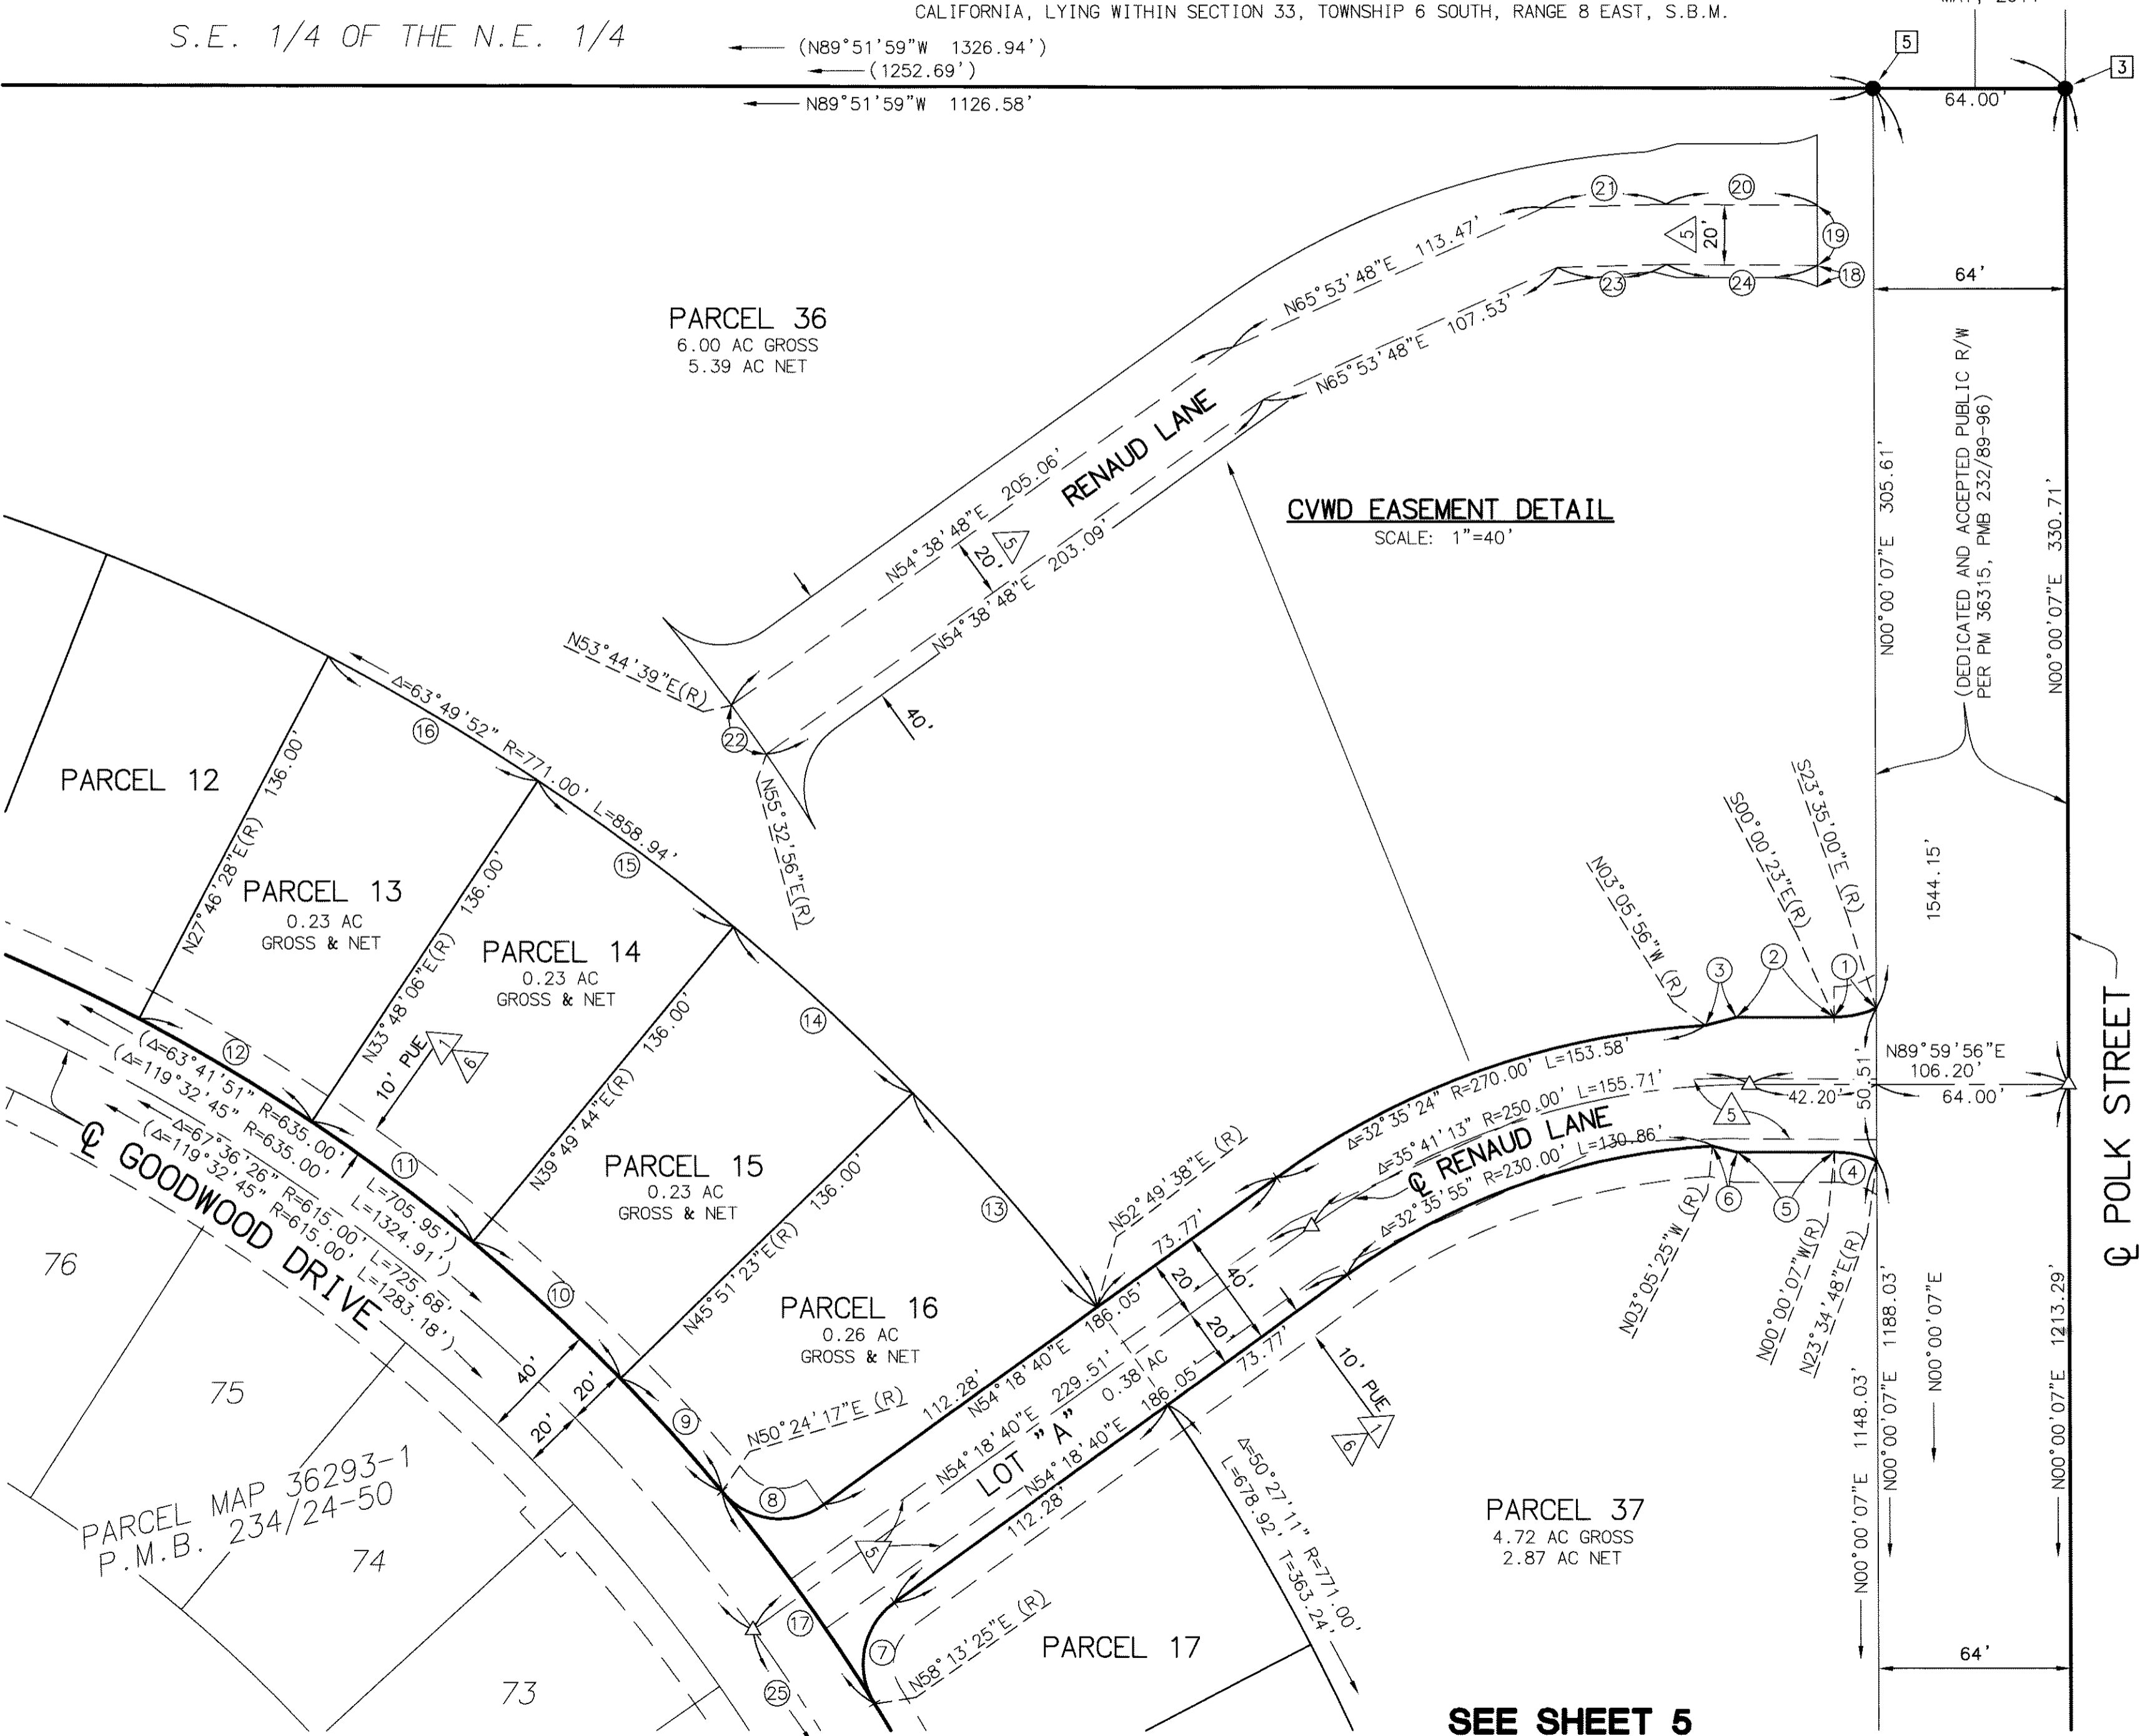 CALIFORNIA, LYING WITHIN SECTION 33, TOWNSHIP 6 SOUTH, RANGE 8 EAST, S.B.M.
S.E. 1/4 OF THE N.E. 1/4
(N89°51'59"W 1326.94')
(1252.69')
N89°51'59"W 1126.58'
5
3
64.00'
21
20
19
18
5
20'
23
24
N65°53'48"E 113.47'
N65°53'48"E 107.53'
64'
PARCEL 36
6.00 AC GROSS
5.39 AC NET
RENAUD LANE
N54°38'48"E 205.06'
5
20'
N54°38'48"E 203.09'
CVWD EASEMENT DETAIL
SCALE: 1"=40'
N00°00'07"E 305.61'
(DEDICATED AND ACCEPTED PUBLIC R/W
PER PM 36315, PMB 232/89-96)
N00°00'07"E 330.71'
N53°44'39"E(R)
22
40'
N55°32'56"E(R)
Δ=63°49'52" R=771.00' L=858.94'
16
15
14
13
PARCEL 12
136.00'
N27°46'28"E(R)
PARCEL 13
0.23 AC
GROSS & NET
136.00'
N33°48'06"E(R)
PARCEL 14
0.23 AC
GROSS & NET
10' PUE
1
6
136.00'
N39°49'44"E(R)
PARCEL 15
0.23 AC
GROSS & NET
136.00'
N45°51'23"E(R)
PARCEL 16
0.26 AC
GROSS & NET
S23°35'00"E (R)
S00°00'23"E(R)
N03°05'56"W (R)
3
2
1
1544.15'
N89°59'56"E
106.20'
42.20'
64.00'
50.51'
5
Δ=32°35'24" R=270.00' L=153.58'
Δ=35°41'13" R=250.00' L=155.71'
℄ RENAUD LANE
Δ=32°35'55" R=230.00' L=130.86'
6
5
4
N03°05'25"W (R)
N00°00'07"W(R)
N23°34'48"E(R)
℄ POLK STREET
12
11
10
9
(Δ=63°41'51" R=635.00' L=705.95')
(Δ=119°32'45" R=635.00' L=1324.91')
Δ=67°36'26" R=615.00' L=725.68'
(Δ=119°32'45" R=615.00' L=1283.18')
℄ GOODWOOD DRIVE
40'
20'
20'
N52°49'38"E (R)
73.77'
186.05'
20'
40'
20'
73.77'
112.28'
N54°18'40"E
N54°18'40"E 229.51'
LOT "A"
0.38 AC
N54°18'40"E 186.05'
112.28'
N50°24'17"E (R)
8
5
10' PUE
1
6
Δ=50°27'11" R=771.00'
L=678.92' T=363.24'
PARCEL 37
4.72 AC GROSS
2.87 AC NET
N00°00'07"E 1148.03'
N00°00'07"E 1188.03'
N00°00'07"E
N00°00'07"E 1213.29'
64'
76
75
74
73
PARCEL MAP 36293-1
P.M.B. 234/24-50
17
7
25
N58°13'25"E (R)
PARCEL 17
SEE SHEET 5